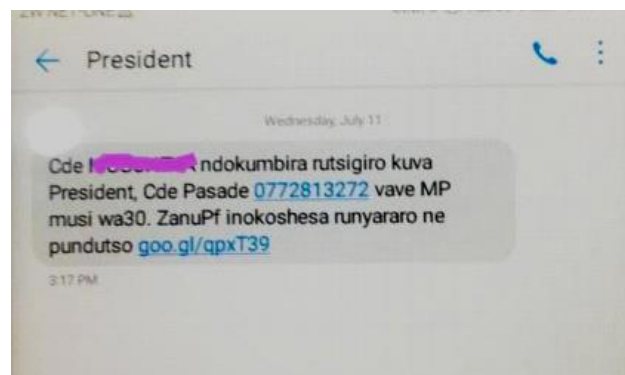 President
Wednesday, July 11
Cde ndokumbira rutsigiro kuva
President, Cde Pasade 0772813272 vave MP
musi wa30. ZanuPf inokoshesa runyararo ne
pundutso goo.gl/qpxT39
3:17 PM